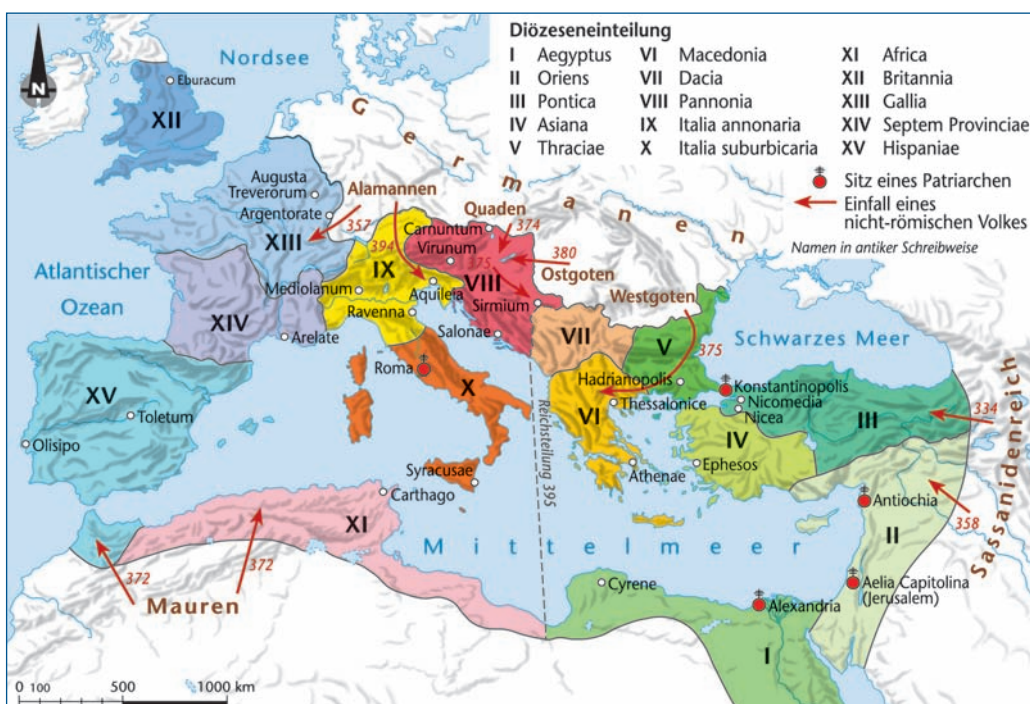 Diözeseneinteilung
I Aegyptus
II Oriens
III Pontica
IV Asiana
V Thraciae
VI Macedonia
VII Dacia
VIII Pannonia
IX Italia annonaria
X Italia suburbicaria
XI Africa
XII Britannia
XIII Gallia
XIV Septem Provinciae
XV Hispaniae
Sitz eines Patriarchen
Einfall eines
nicht-römischen Volkes
Namen in antiker Schreibweise
N
Nordsee
Eburacum
XII
Germanen
Augusta
Treverorum
Argentorate
Alamannen
357
XIII
394
Quaden
374
Carnuntum
Virunum
375
380
Ostgoten
IX
VIII
Atlantischer
Ozean
Mediolanum
Aquileia
Sirmium
Westgoten
Ravenna
XIV
Arelate
Salonae
VII
V
375
Schwarzes Meer
Roma
X
Hadrianopolis
Konstantinopolis
Nicomedia
Nicea
XV
Toletum
Olisipo
Thessalonice
VI
III
334
IV
Reichsteilung 395
Syracusae
Athenae
Ephesos
Carthago
Antiochia
XI
358
Sassanidenreich
II
Mittelmeer
372
372
Mauren
Cyrene
Alexandria
Aelia Capitolina
(Jerusalem)
I
0 100 500 1000 km